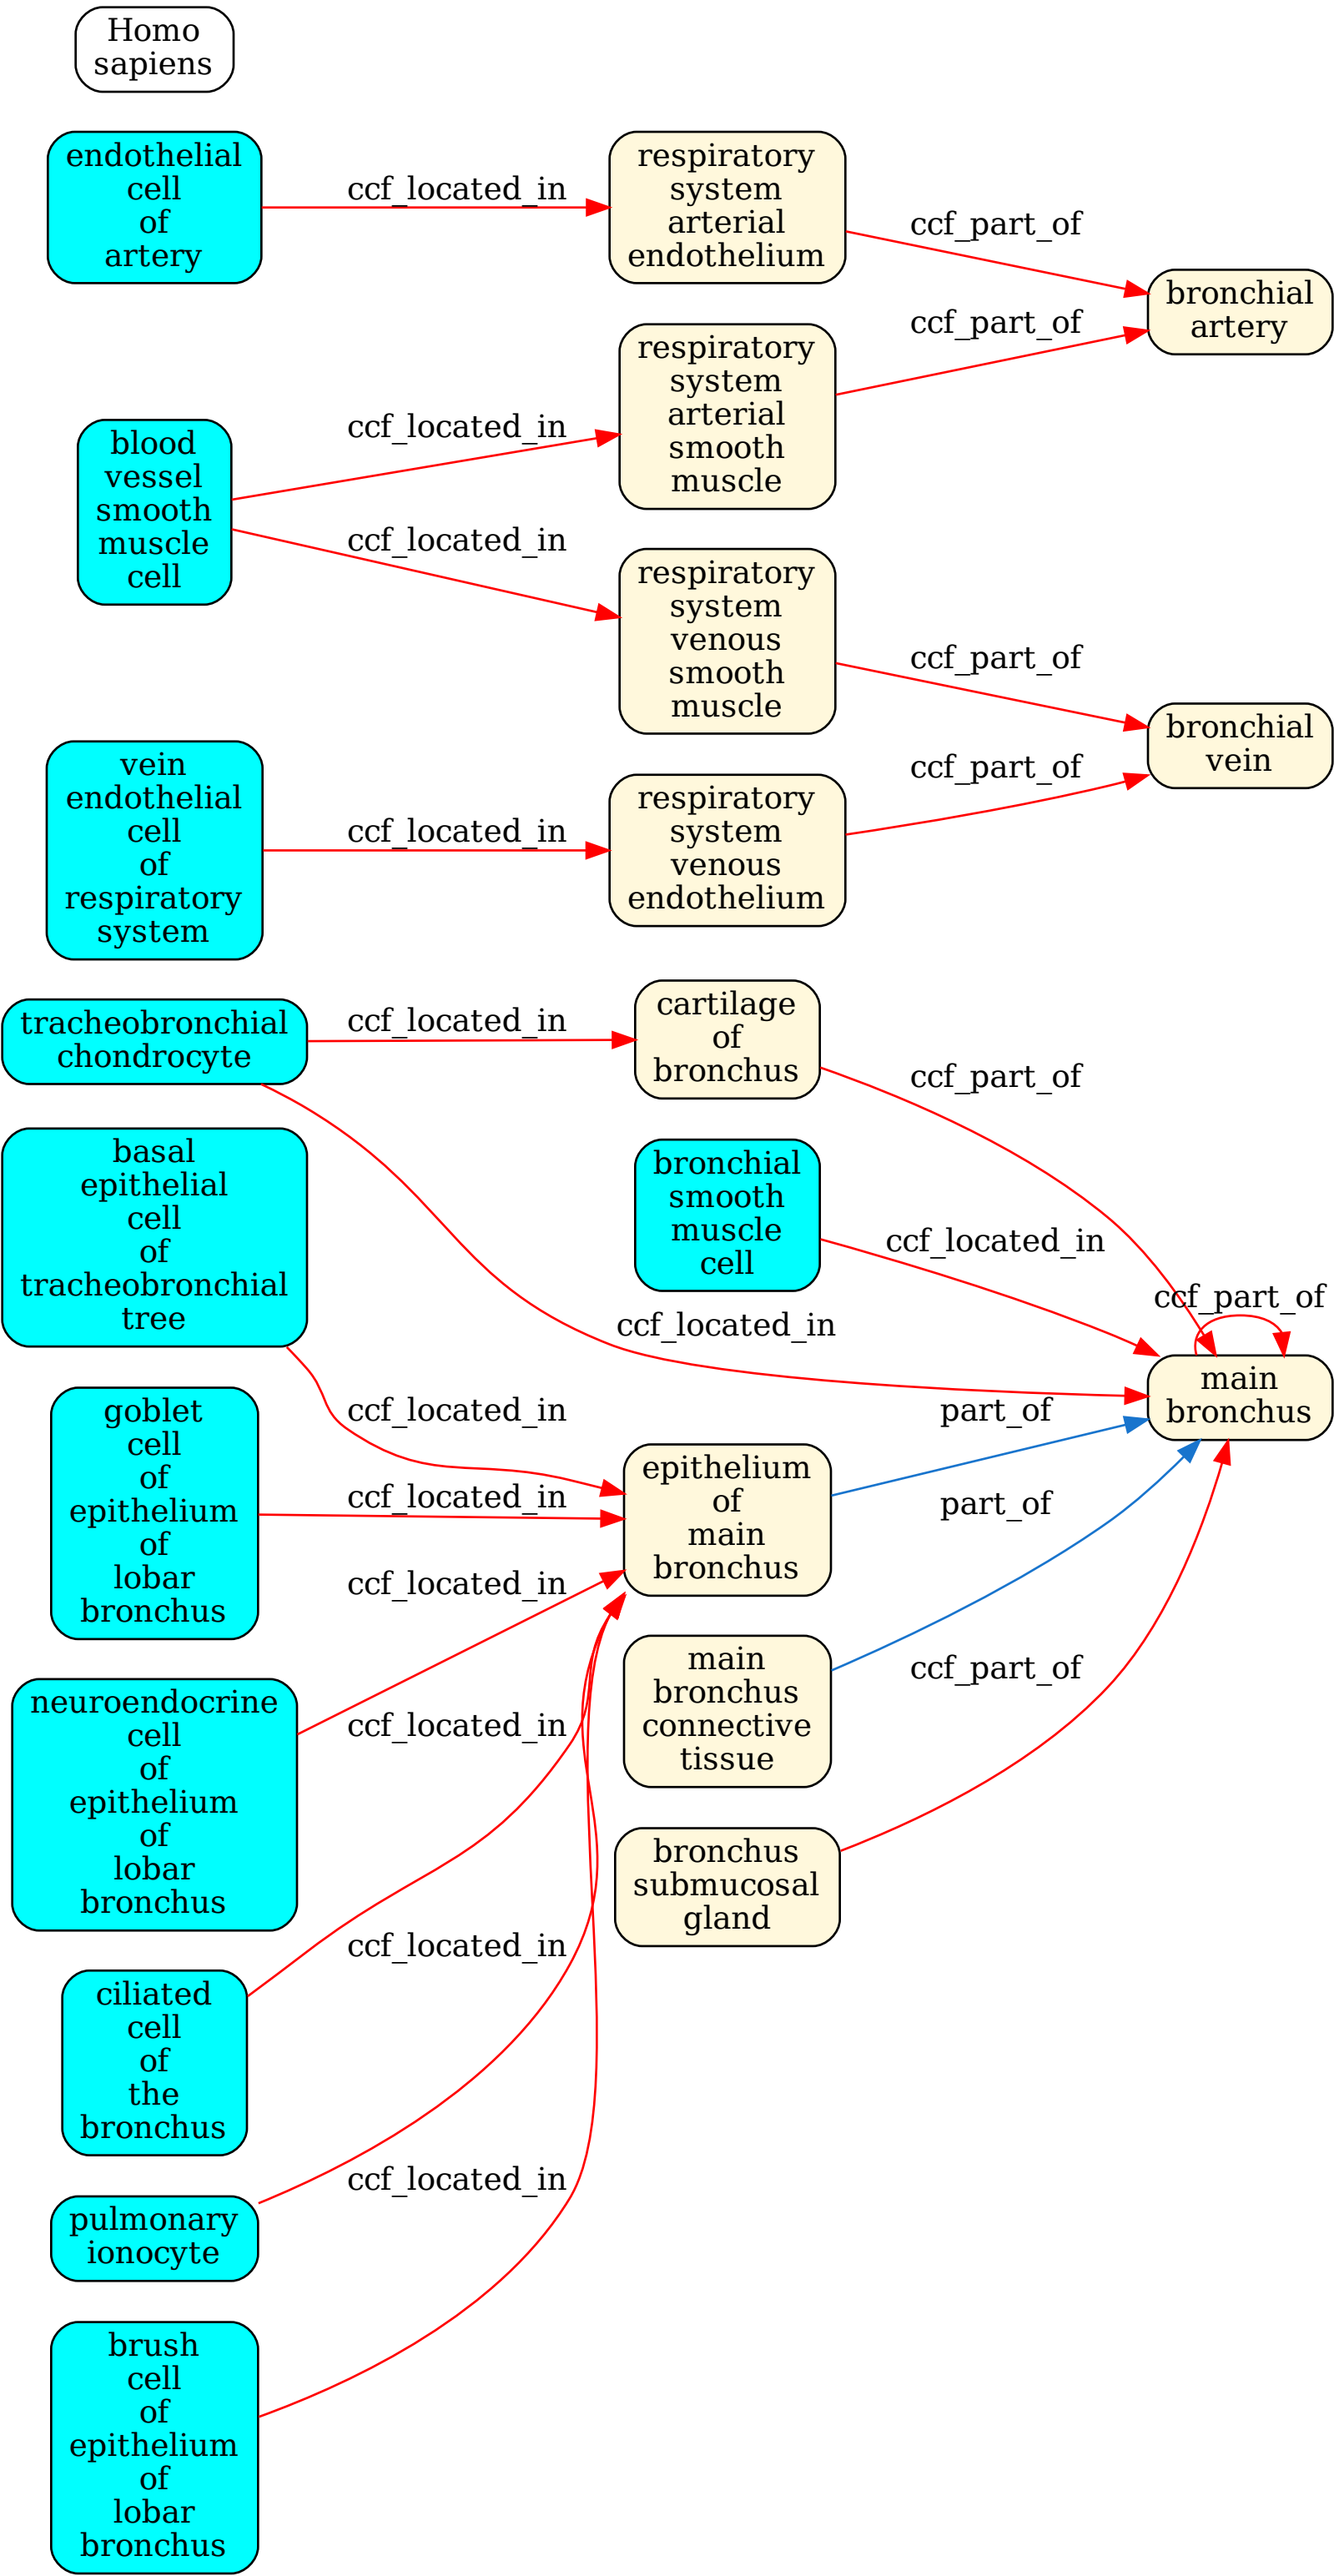 Homo
sapiens
endothelial
cell
of
artery
ccf_located_in
respiratory
system
arterial
endothelium
ccf_part_of
bronchial
artery
blood
vessel
smooth
muscle
cell
ccf_located_in
respiratory
system
arterial
smooth
muscle
ccf_part_of
ccf_located_in
respiratory
system
venous
smooth
muscle
ccf_part_of
bronchial
vein
vein
endothelial
cell
of
respiratory
system
ccf_located_in
respiratory
system
venous
endothelium
ccf_part_of
tracheobronchial
chondrocyte
ccf_located_in
cartilage
of
bronchus
ccf_part_of
ccf_located_in
bronchial
smooth
muscle
cell
ccf_located_in
ccf_part_of
main
bronchus
basal
epithelial
cell
of
tracheobronchial
tree
ccf_located_in
epithelium
of
main
bronchus
part_of
goblet
cell
of
epithelium
of
lobar
bronchus
ccf_located_in
main
bronchus
connective
tissue
part_of
neuroendocrine
cell
of
epithelium
of
lobar
bronchus
ccf_located_in
bronchus
submucosal
gland
ccf_part_of
ciliated
cell
of
the
bronchus
ccf_located_in
pulmonary
ionocyte
ccf_located_in
brush
cell
of
epithelium
of
lobar
bronchus
ccf_located_in